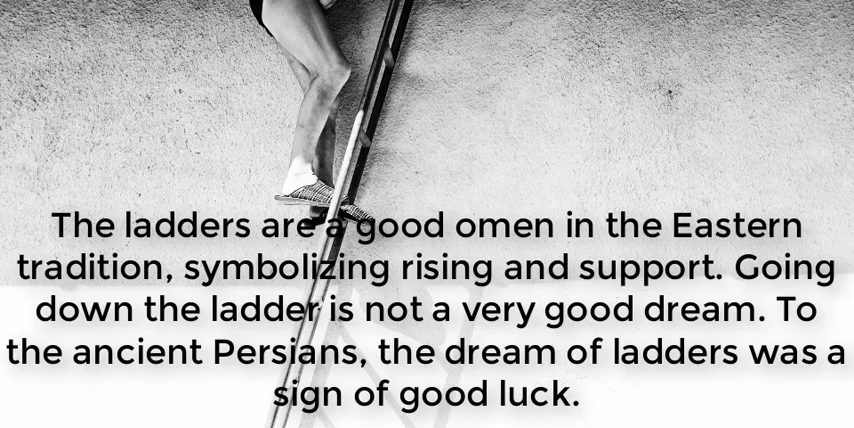 The ladders are a good omen in the Eastern
tradition, symbolizing rising and support. Going
down the ladder is not a very good dream. To
the ancient Persians, the dream of ladders was a
sign of good luck.